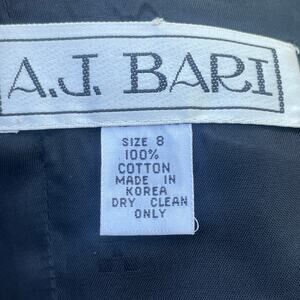 A.J. BARI
SIZE 8
100%
COTTON
MADE IN
KOREA
DRY CLEAN
ONLY